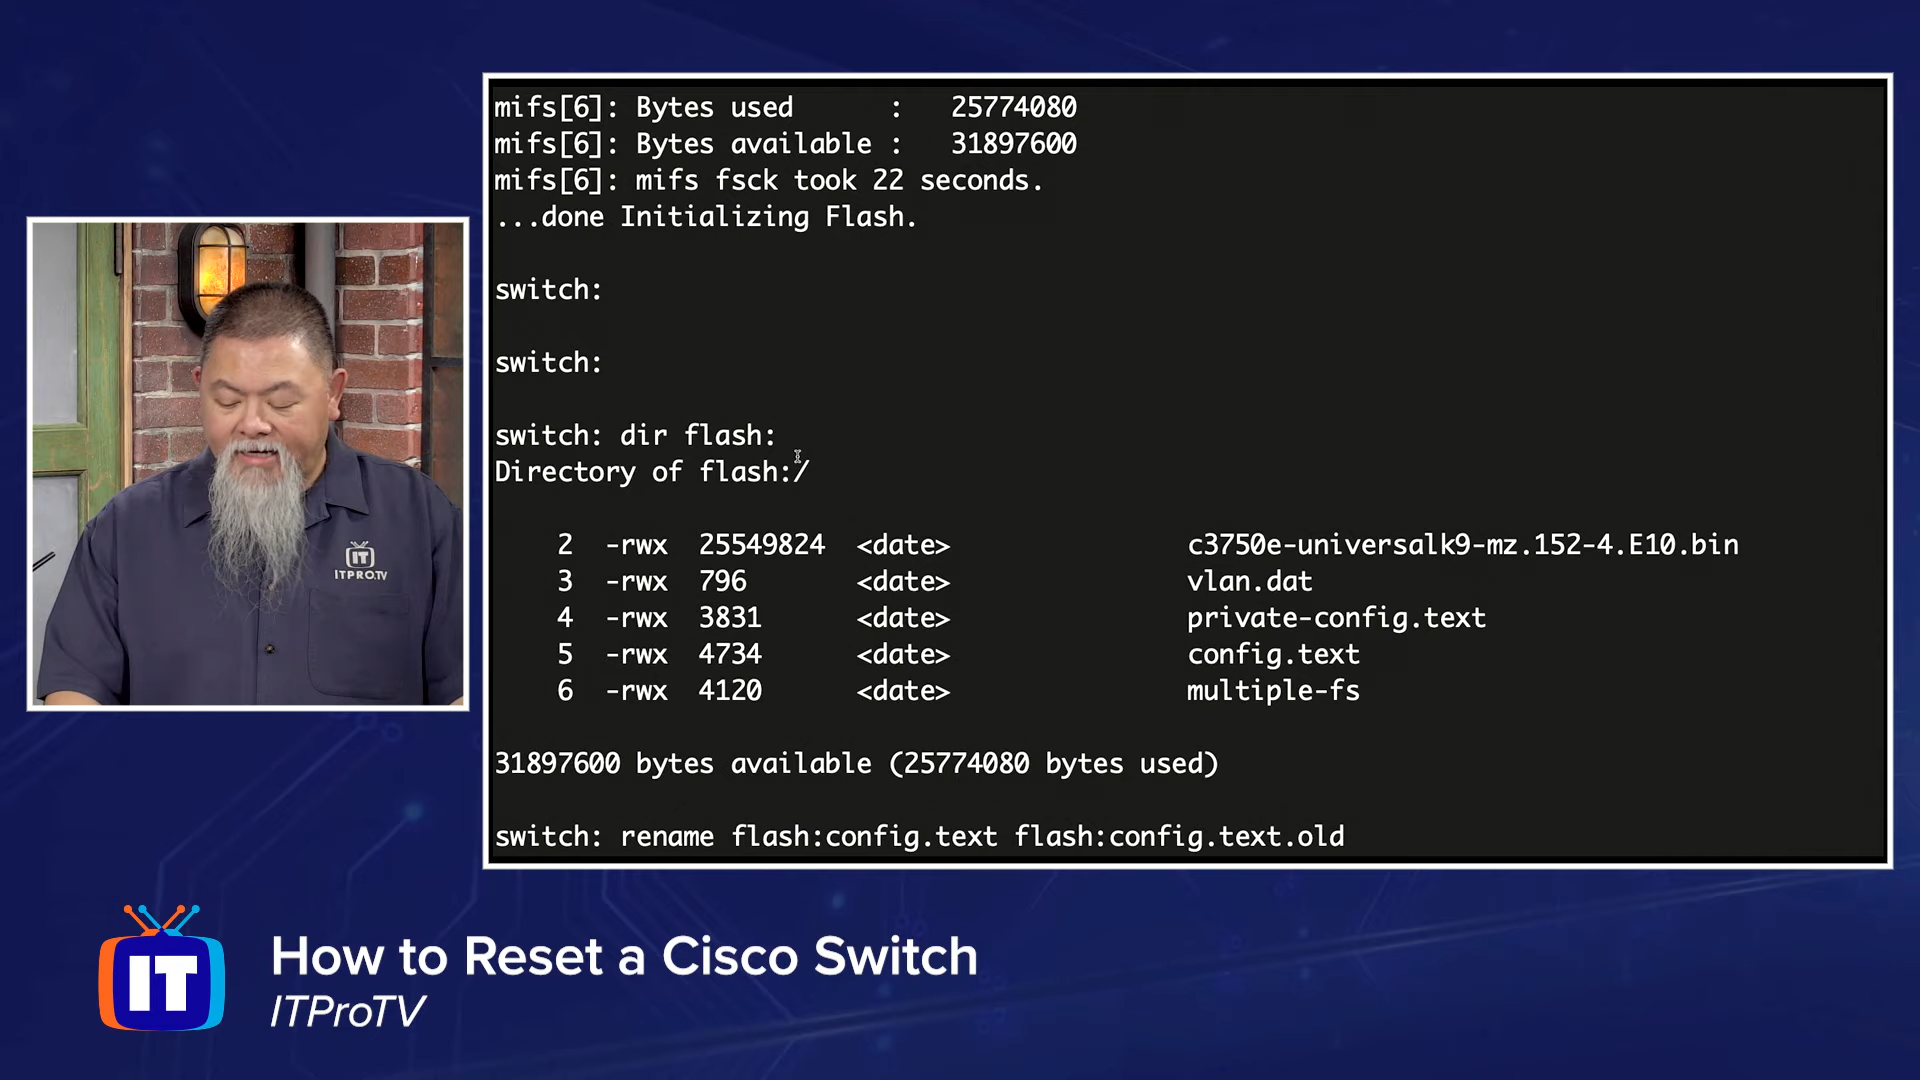 mifs[6]: Bytes used      :   25774080
mifs[6]: Bytes available :   31897600
mifs[6]: mifs fsck took 22 seconds.
...done Initializing Flash.
switch:
switch:
switch: dir flash:
Directory of flash:/
2  -rwx  25549824  <date>  c3750e-universalk9-mz.152-4.E10.bin
3  -rwx  796  <date>  vlan.dat
4  -rwx  3831  <date>  private-config.text
5  -rwx  4734  <date>  config.text
6  -rwx  4120  <date>  multiple-fs
31897600 bytes available (25774080 bytes used)
switch: rename flash:config.text flash:config.text.old
IT
ITPRO.TV
IT
How to Reset a Cisco Switch
ITProTV